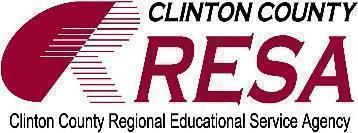 CLINTON COUNTY
RESA
Clinton County Regional Educational Service Agency